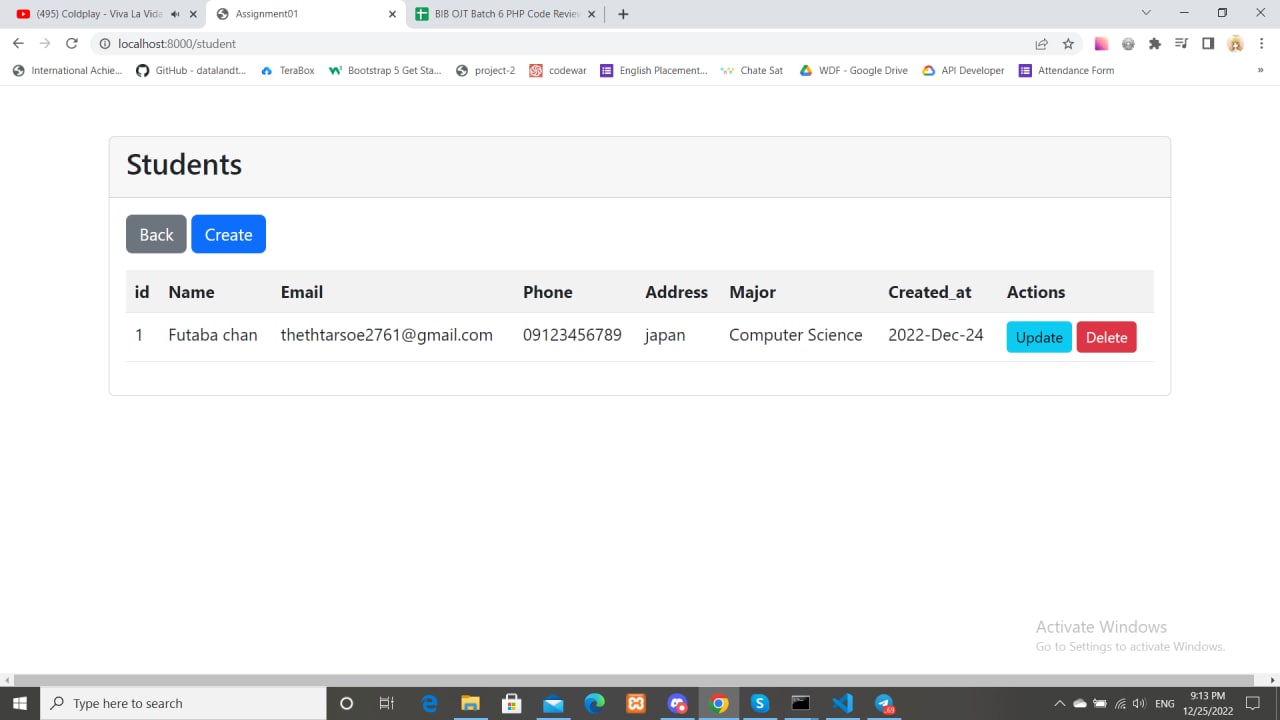 (495) Coldplay - Viva La Vida
Assignment01
BIB OJT Batch 6 PHP Code Review
localhost:8000/student
International Achie...
GitHub - datalandt...
TeraBox
Bootstrap 5 Get Sta...
project-2
codewar
English Placement...
Chate Sat
WDF - Google Drive
API Developer
Attendance Form
»
Students
Back Create
id Name Email Phone Address Major Created_at Actions
1 Futaba chan thethtarsoe2761@gmail.com 09123456789 japan Computer Science 2022-Dec-24 Update Delete
Activate Windows
Go to Settings to activate Windows.
Type here to search
69
ENG
9:13 PM
12/25/2022